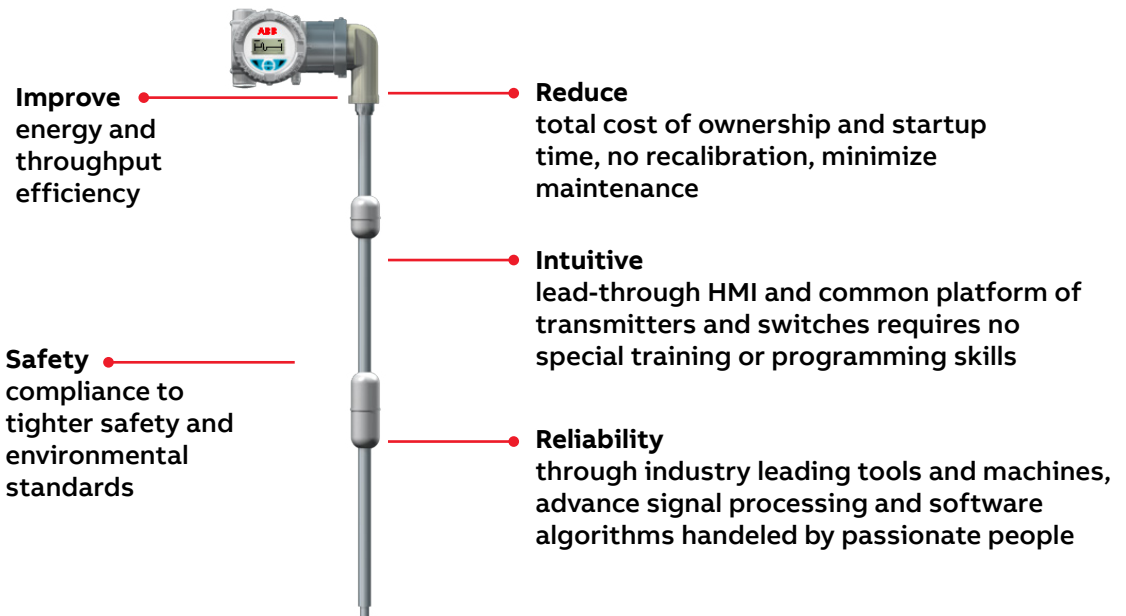 ABB
Improve
energy and
throughput
efficiency
Reduce
total cost of ownership and startup
time, no recalibration, minimize
maintenance
Intuitive
lead-through HMI and common platform of
transmitters and switches requires no
special training or programming skills
Safety
compliance to
tighter safety and
environmental
standards
Reliability
through industry leading tools and machines,
advance signal processing and software
algorithms handeled by passionate people